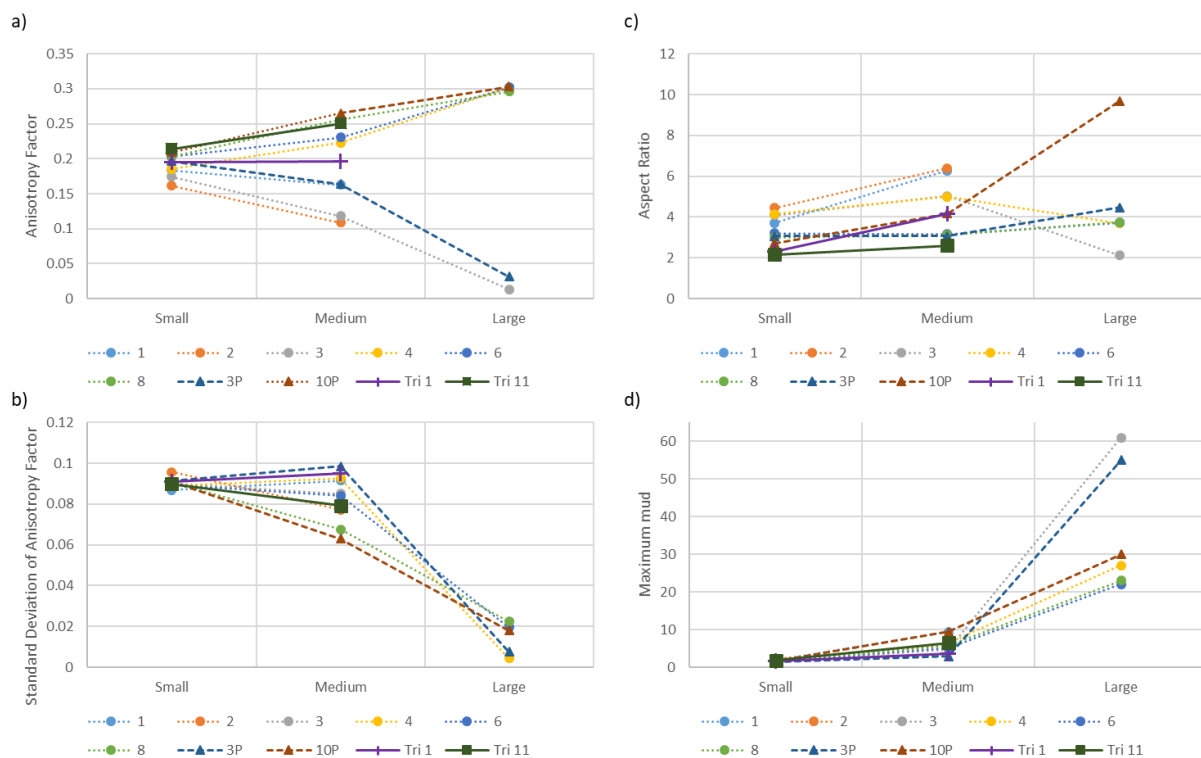 a)
0.35
0.3
0.25
0.2
0.15
0.1
0.05
0
Anisotropy Factor
Small Medium Large
1 2 3 4 6
8 3P 10P Tri 1 Tri 11
b)
0.12
0.1
0.08
0.06
0.04
0.02
0
Standard Deviation of Anisotropy Factor
Small Medium Large
1 2 3 4 6
8 3P 10P Tri 1 Tri 11
c)
12
10
8
6
4
2
0
Aspect Ratio
Small Medium Large
1 2 3 4 6
8 3P 10P Tri 1 Tri 11
d)
60
50
40
30
20
10
0
Maximum mud
Small Medium Large
1 2 3 4 6
8 3P 10P Tri 1 Tri 11